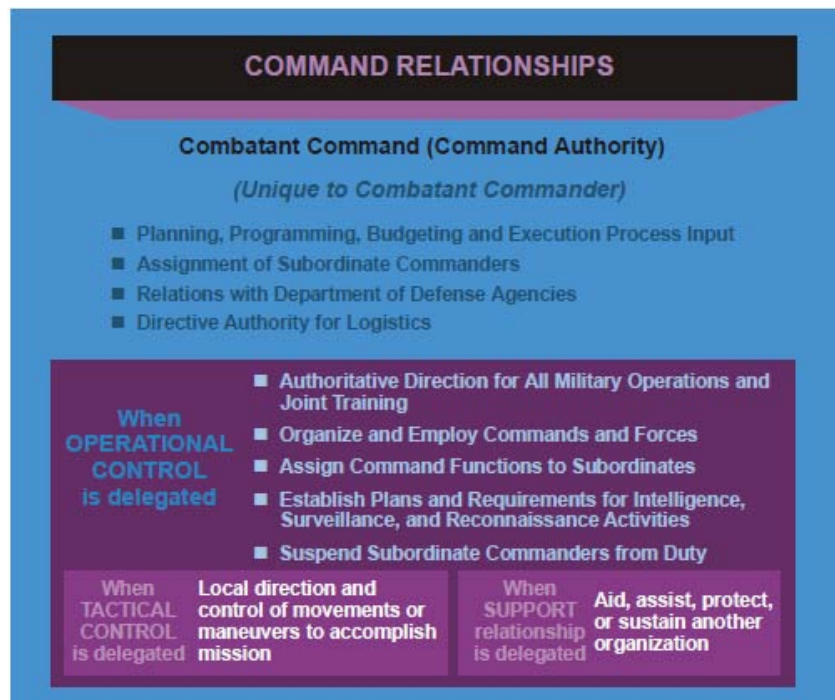 COMMAND RELATIONSHIPS
Combatant Command (Command Authority)
(Unique to Combatant Commander)
■ Planning, Programming, Budgeting and Execution Process Input
■ Assignment of Subordinate Commanders
■ Relations with Department of Defense Agencies
■ Directive Authority for Logistics
When
OPERATIONAL
CONTROL
is delegated
■ Authoritative Direction for All Military Operations and
Joint Training
■ Organize and Employ Commands and Forces
■ Assign Command Functions to Subordinates
■ Establish Plans and Requirements for Intelligence,
Surveillance, and Reconnaissance Activities
■ Suspend Subordinate Commanders from Duty
When
TACTICAL
CONTROL
is delegated
Local direction and
control of movements or
maneuvers to accomplish
mission
When
SUPPORT
relationship
is delegated
Aid, assist, protect,
or sustain another
organization